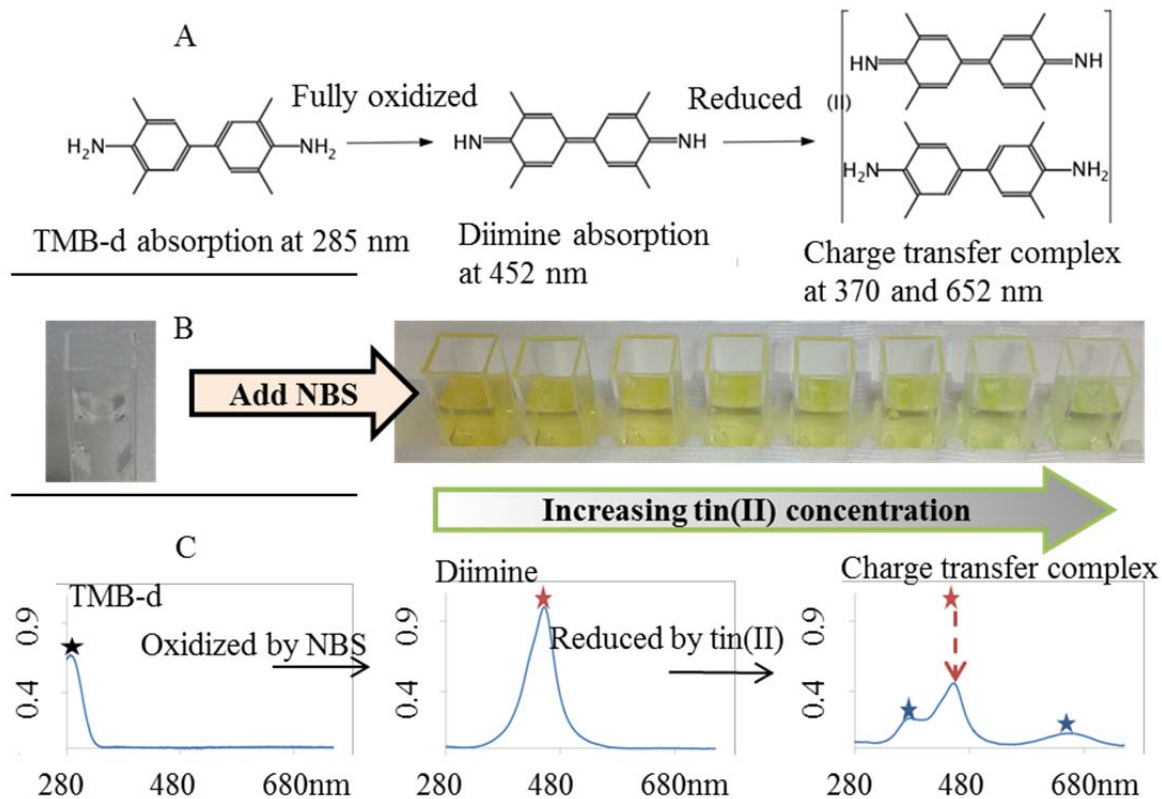 A
Fully oxidized
Reduced
(II)
H₂N
NH₂
HN
NH
HN
NH
H₂N
NH₂
TMB-d absorption at 285 nm
Diimine absorption
at 452 nm
Charge transfer complex
at 370 and 652 nm
B
Add NBS
Increasing tin(II) concentration
C
TMB-d
Oxidized by NBS
0.9
0.4
280 480 680nm
Diimine
Reduced by tin(II)
0.9
0.4
280 480 680nm
Charge transfer complex
0.9
0.4
280 480 680nm